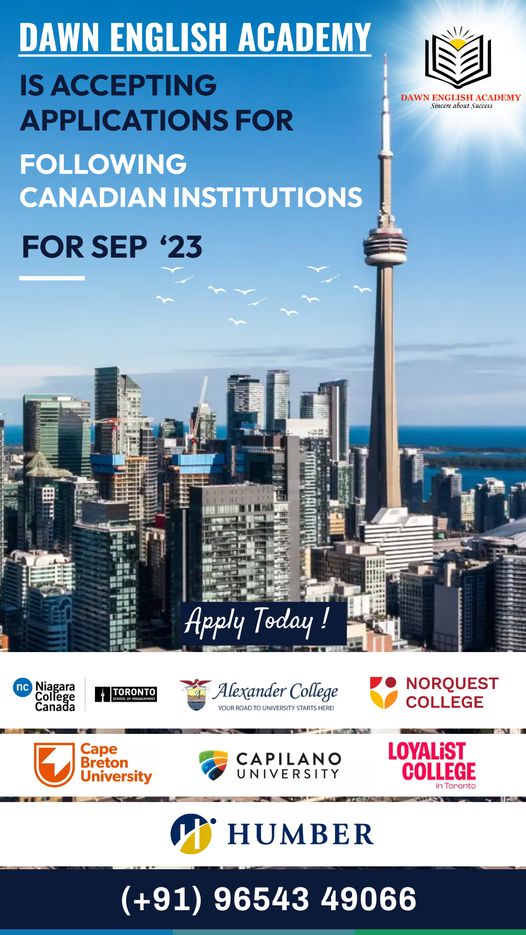 DAWN ENGLISH ACADEMY
IS ACCEPTING
APPLICATIONS FOR
FOLLOWING
CANADIAN INSTITUTIONS
FOR SEP ‘23
DAWN ENGLISH ACADEMY
Sincere about Success
Apply Today !
nc
Niagara
College
Canada
TORONTO
SCHOOL OF MANAGEMENT
Alexander College
YOUR ROAD TO UNIVERSITY STARTS HERE!
NORQUEST
COLLEGE
Cape
Breton
University
CAPILANO
UNIVERSITY
LOYALiST
COLLEGE
in Toronto
HUMBER
(+91) 96543 49066